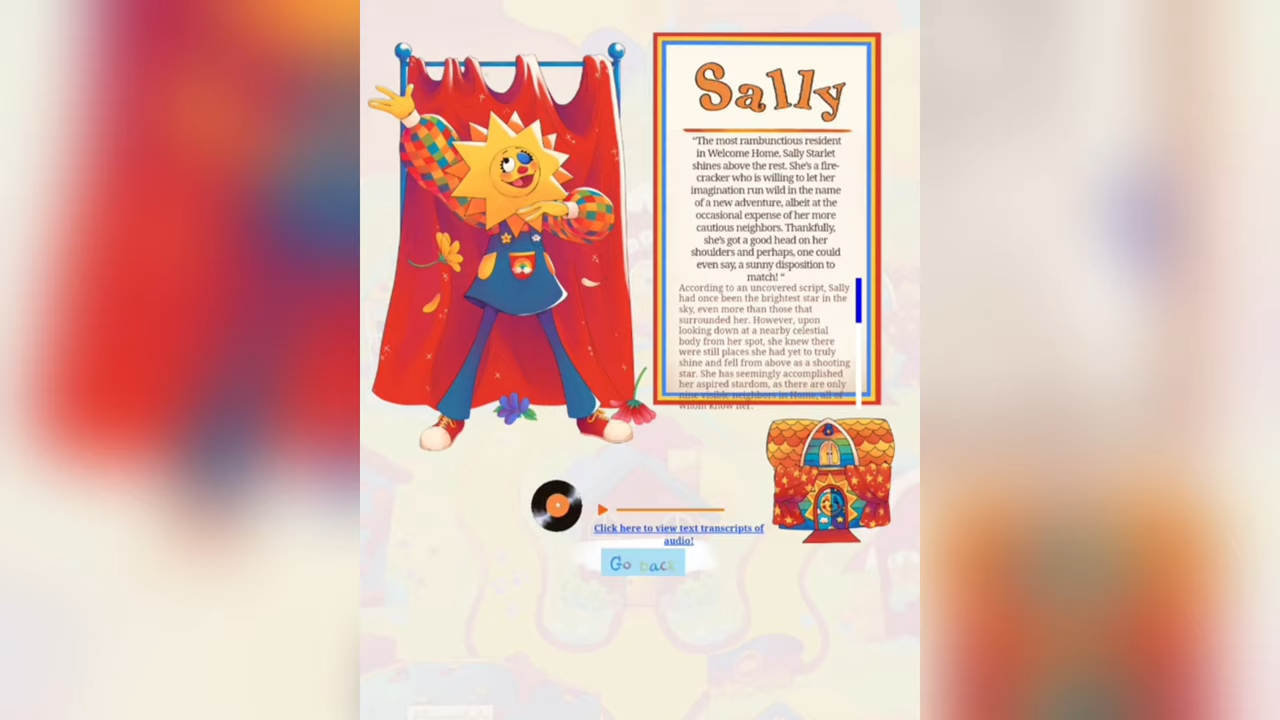 Sally
“The most rambunctious resident
in Welcome Home, Sally Starlet
shines above the rest. She's a fire-
cracker who is willing to let her
imagination run wild in the name
of a new adventure, albeit at the
occasional expense of her more
cautious neighbors. Thankfully,
she's got a good head on her
shoulders and perhaps, one could
even say, a sunny disposition to
match! “
According to an uncovered script, Sally
had once been the brightest star in the
sky, even more than those that
surrounded her. However, upon
looking down at a nearby celestial
body from her spot, she knew there
were still places she had yet to truly
shine and fell from above as a shooting
star. She has seemingly accomplished
her aspired stardom, as there are only
nine visible neighbors in Home, all of
whom know her.
Click here to view text transcripts of
audio!
Go back